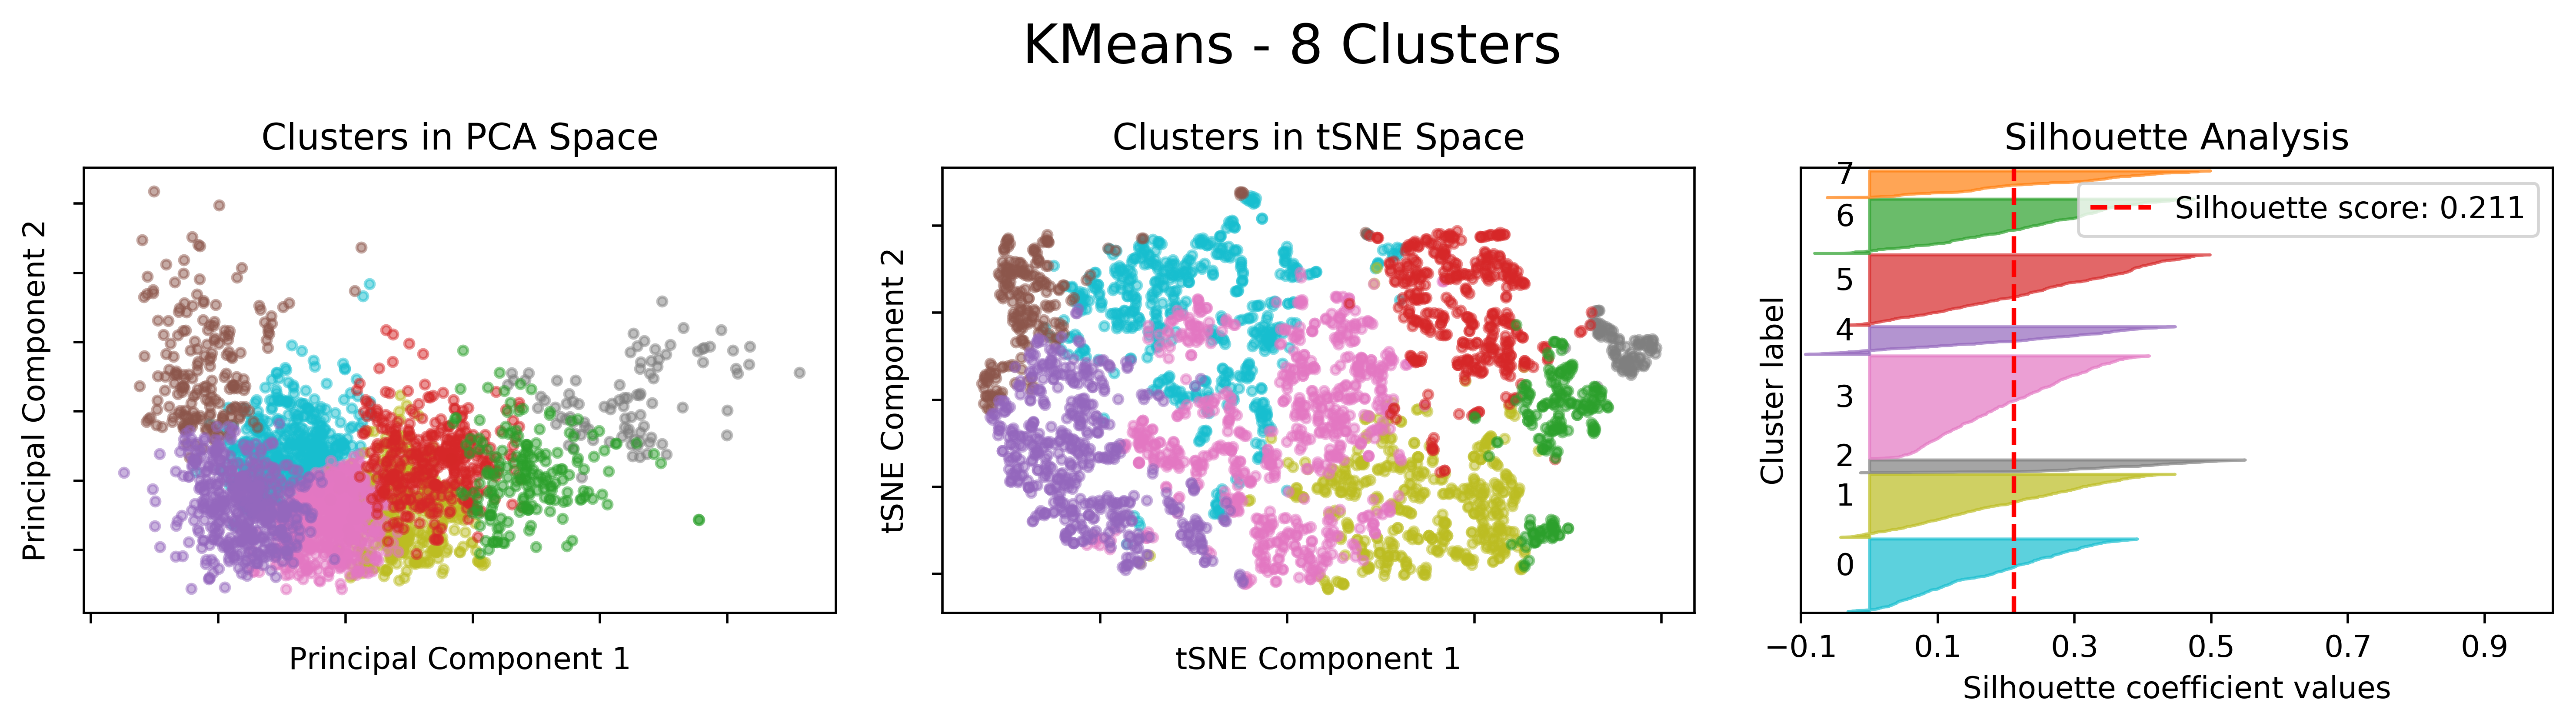 KMeans - 8 Clusters
Clusters in PCA Space
Principal Component 2
Principal Component 1
Clusters in tSNE Space
tSNE Component 2
tSNE Component 1
Silhouette Analysis
Silhouette score: 0.211
Cluster label
7
6
5
4
3
2
1
0
−0.1 0.1 0.3 0.5 0.7 0.9
Silhouette coefficient values